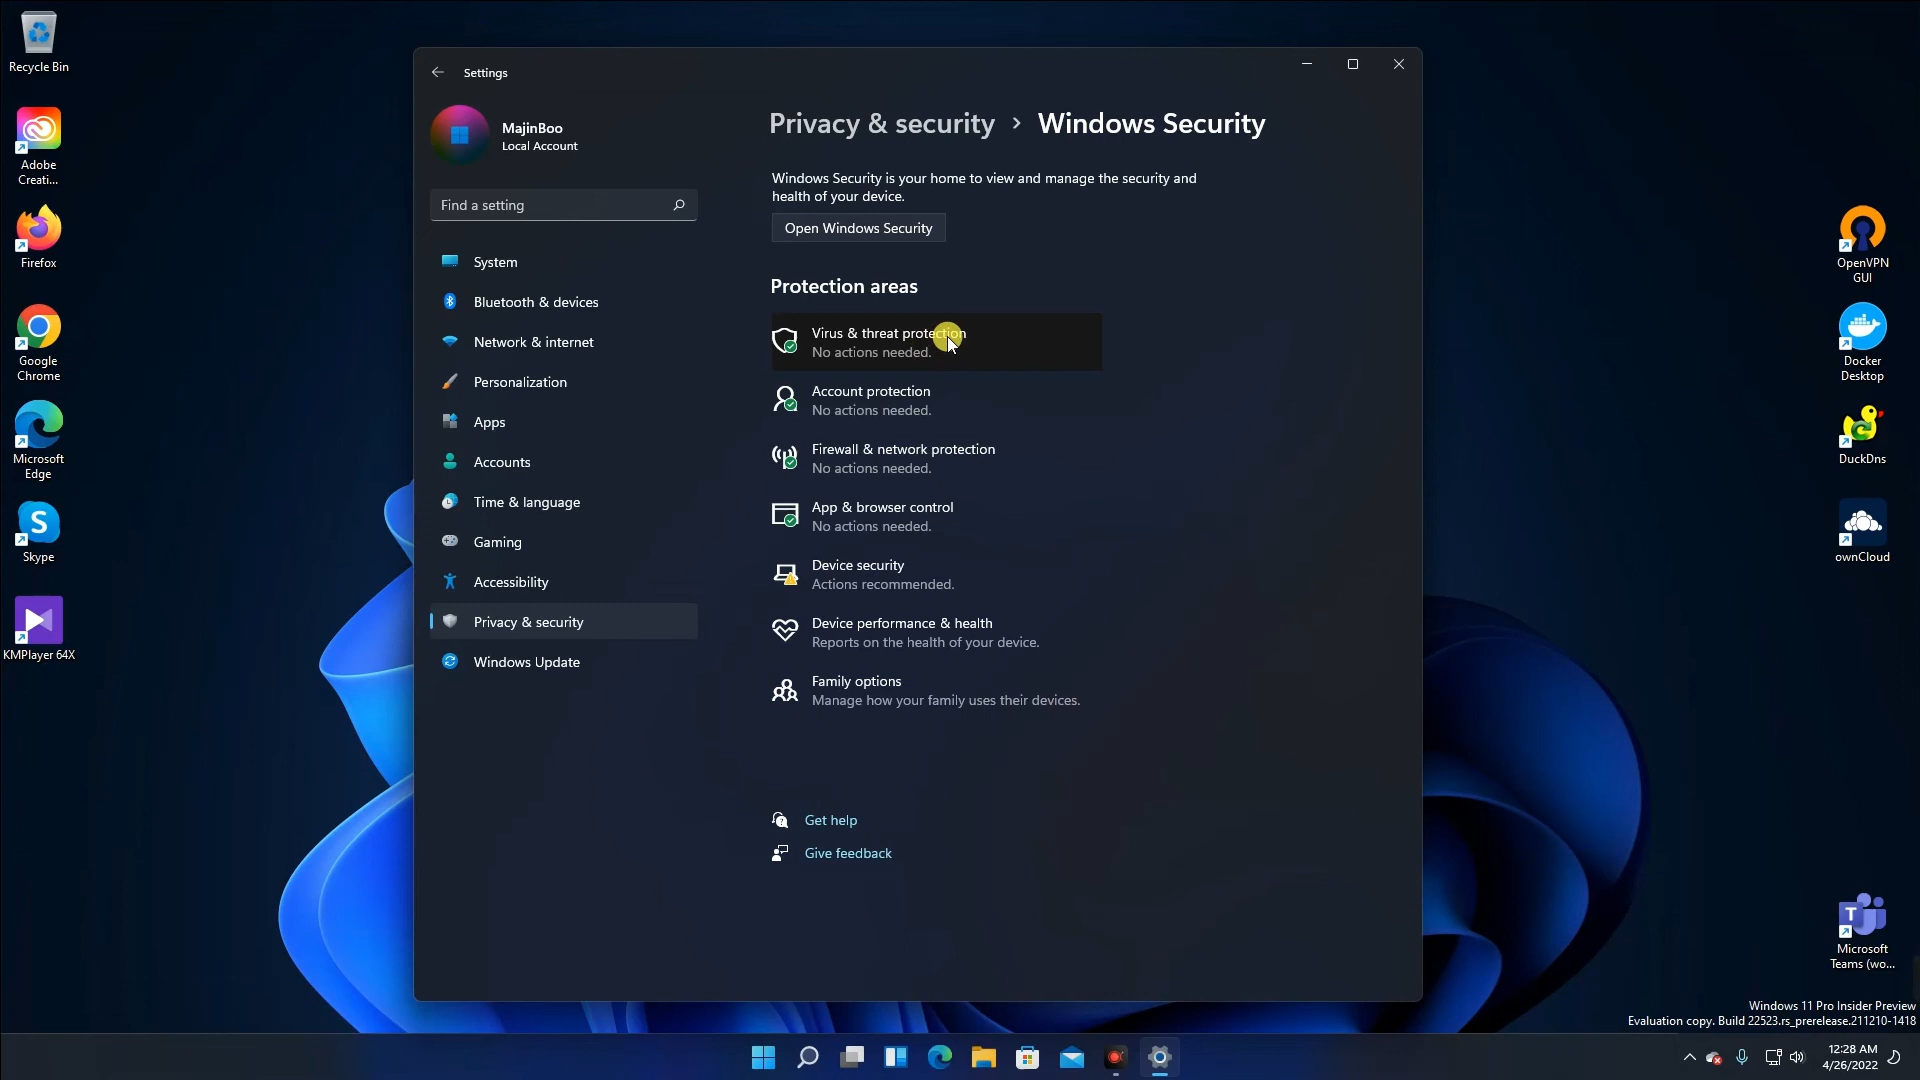 Recycle Bin
Adobe
Creati...
Firefox
Google
Chrome
Microsoft
Edge
Skype
KMPlayer 64X
Settings
MajinBoo
Local Account
Find a setting
System
Bluetooth & devices
Network & internet
Personalization
Apps
Accounts
Time & language
Gaming
Accessibility
Privacy & security
Windows Update
Privacy & security > Windows Security
Windows Security is your home to view and manage the security and
health of your device.
Open Windows Security
Protection areas
Virus & threat protection
No actions needed.
Account protection
No actions needed.
Firewall & network protection
No actions needed.
App & browser control
No actions needed.
Device security
Actions recommended.
Device performance & health
Reports on the health of your device.
Family options
Manage how your family uses their devices.
Get help
Give feedback
OpenVPN
GUI
Docker
Desktop
DuckDns
ownCloud
Microsoft
Teams (wo...
Windows 11 Pro Insider Preview
Evaluation copy. Build 22523.rs_prerelease.211210-1418
12:28 AM
4/26/2022